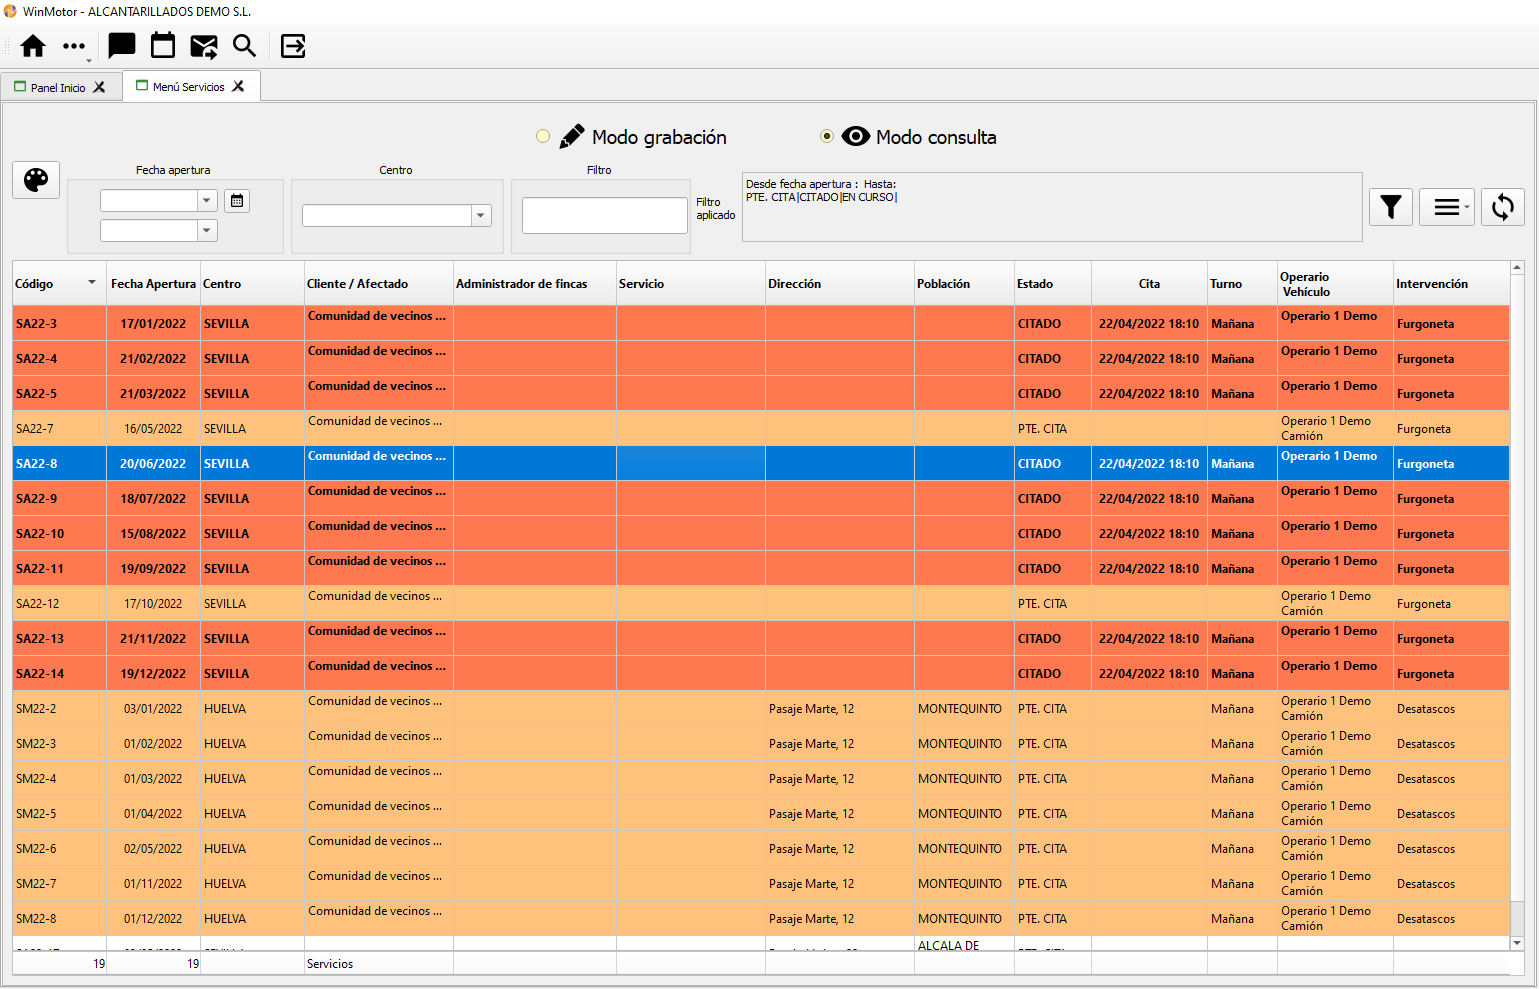 WinMotor - ALCANTARILLADOS DEMO S.L.
Panel Inicio
Menú Servicios
Modo grabación
Modo consulta
Fecha apertura
Centro
Filtro
Filtro aplicado
Desde fecha apertura : Hasta:
PTE. CITA|CITADO|EN CURSO|
Código Fecha Apertura Centro Cliente / Afectado Administrador de fincas Servicio Dirección Población Estado Cita Turno Operario Vehículo Intervención
SA22-3 17/01/2022 SEVILLA Comunidad de vecinos ... CITADO 22/04/2022 18:10 Mañana Operario 1 Demo Furgoneta
SA22-4 21/02/2022 SEVILLA Comunidad de vecinos ... CITADO 22/04/2022 18:10 Mañana Operario 1 Demo Furgoneta
SA22-5 21/03/2022 SEVILLA Comunidad de vecinos ... CITADO 22/04/2022 18:10 Mañana Operario 1 Demo Furgoneta
SA22-7 16/05/2022 SEVILLA Comunidad de vecinos ... PTE. CITA Operario 1 Demo Camión Furgoneta
SA22-8 20/06/2022 SEVILLA Comunidad de vecinos ... CITADO 22/04/2022 18:10 Mañana Operario 1 Demo Furgoneta
SA22-9 18/07/2022 SEVILLA Comunidad de vecinos ... CITADO 22/04/2022 18:10 Mañana Operario 1 Demo Furgoneta
SA22-10 15/08/2022 SEVILLA Comunidad de vecinos ... CITADO 22/04/2022 18:10 Mañana Operario 1 Demo Furgoneta
SA22-11 19/09/2022 SEVILLA Comunidad de vecinos ... CITADO 22/04/2022 18:10 Mañana Operario 1 Demo Furgoneta
SA22-12 17/10/2022 SEVILLA Comunidad de vecinos ... PTE. CITA Operario 1 Demo Camión Furgoneta
SA22-13 21/11/2022 SEVILLA Comunidad de vecinos ... CITADO 22/04/2022 18:10 Mañana Operario 1 Demo Furgoneta
SA22-14 19/12/2022 SEVILLA Comunidad de vecinos ... CITADO 22/04/2022 18:10 Mañana Operario 1 Demo Furgoneta
SM22-2 03/01/2022 HUELVA Comunidad de vecinos ... Pasaje Marte, 12 MONTEQUINTO PTE. CITA Mañana Operario 1 Demo Camión Desatascos
SM22-3 01/02/2022 HUELVA Comunidad de vecinos ... Pasaje Marte, 12 MONTEQUINTO PTE. CITA Mañana Operario 1 Demo Camión Desatascos
SM22-4 01/03/2022 HUELVA Comunidad de vecinos ... Pasaje Marte, 12 MONTEQUINTO PTE. CITA Mañana Operario 1 Demo Camión Desatascos
SM22-5 01/04/2022 HUELVA Comunidad de vecinos ... Pasaje Marte, 12 MONTEQUINTO PTE. CITA Mañana Operario 1 Demo Camión Desatascos
SM22-6 02/05/2022 HUELVA Comunidad de vecinos ... Pasaje Marte, 12 MONTEQUINTO PTE. CITA Mañana Operario 1 Demo Camión Desatascos
SM22-7 01/11/2022 HUELVA Comunidad de vecinos ... Pasaje Marte, 12 MONTEQUINTO PTE. CITA Mañana Operario 1 Demo Camión Desatascos
SM22-8 01/12/2022 HUELVA Comunidad de vecinos ... Pasaje Marte, 12 MONTEQUINTO PTE. CITA Mañana Operario 1 Demo Camión Desatascos
ALCALA DE
19 19 Servicios